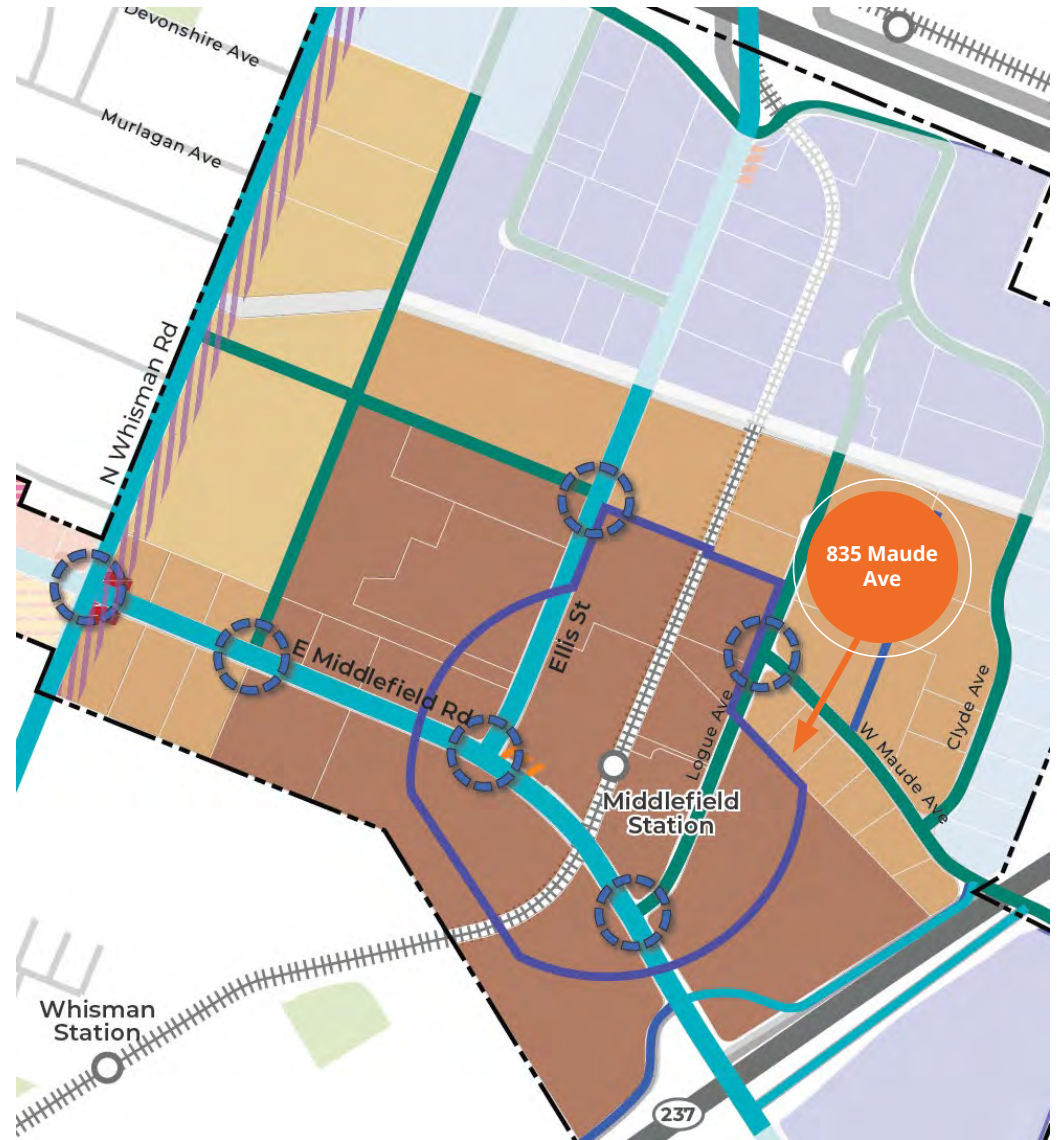 Devonshire Ave
Murlagan Ave
N Whisman Rd
835 Maude
Ave
Ellis St
E Middlefield Rd
Logue Ave
W Maude Ave
Clyde Ave
Middlefield
Station
Whisman
Station
237